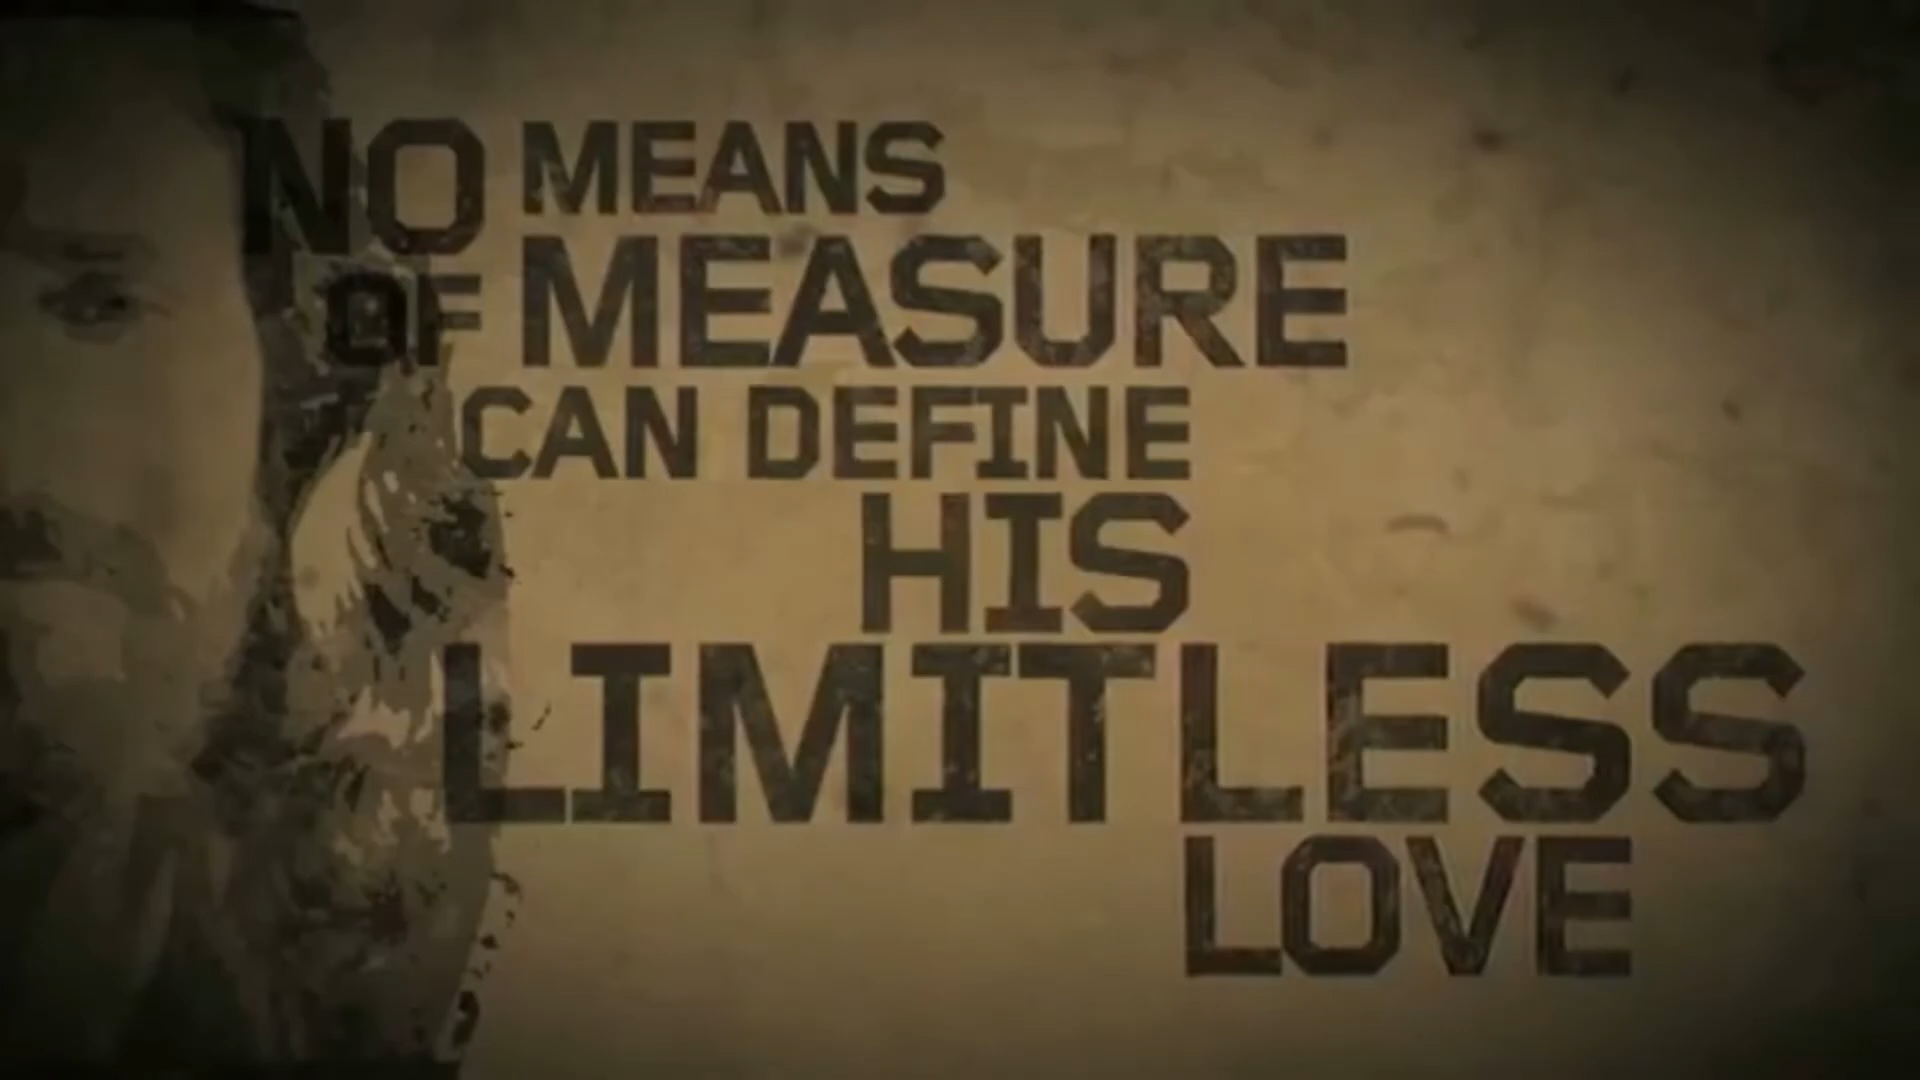 NO MEANS
OF MEASURE
CAN DEFINE
HIS
LIMITLESS
LOVE